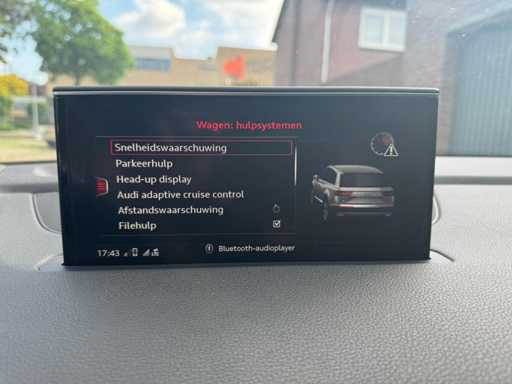 Wagen: hulpsystemen
Snelheidswaarschuwing
Parkeerhulp
Head-up display
Audi adaptive cruise control
Afstandswaarschuwing
Filehulp
17:43
Bluetooth-audioplayer